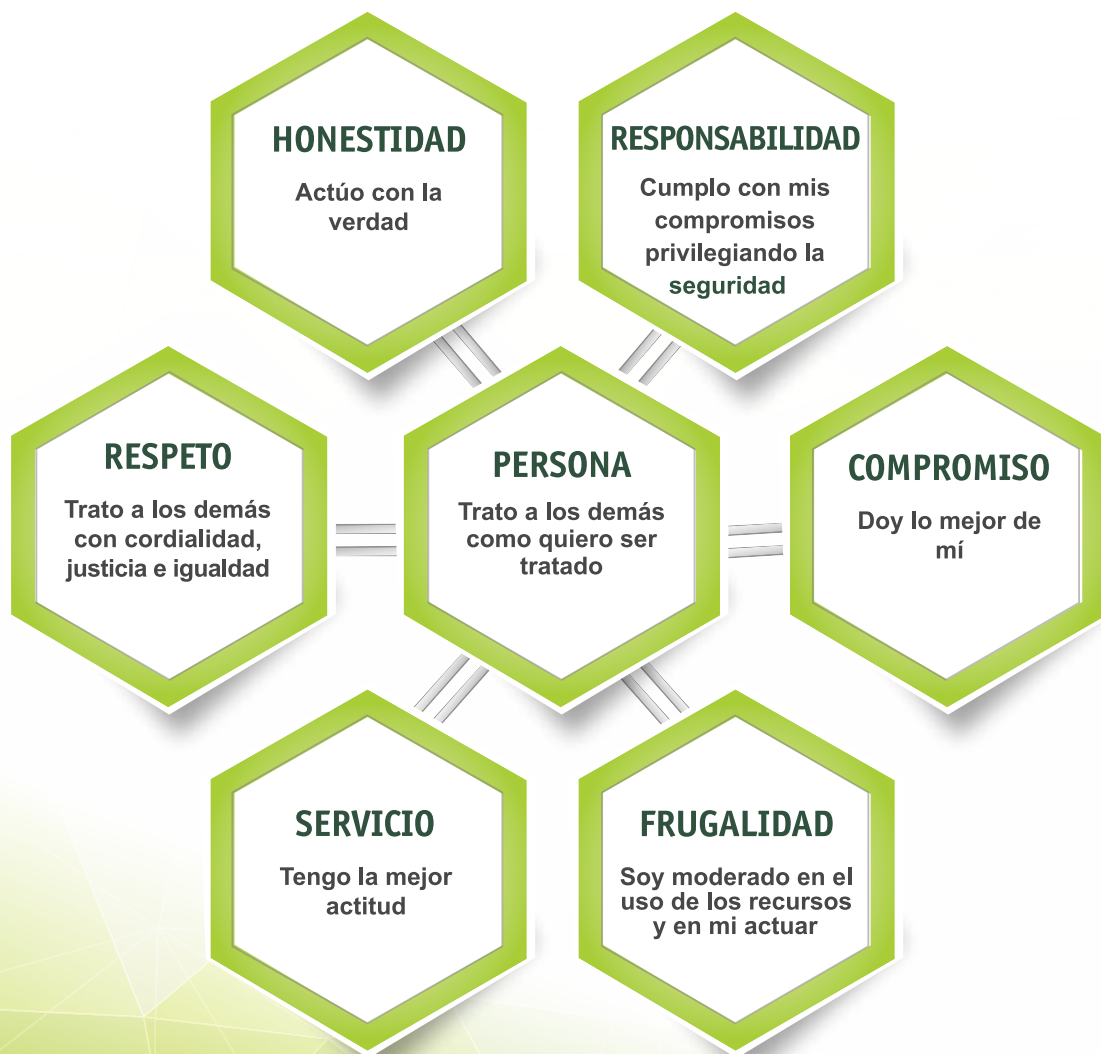 HONESTIDAD
Actúo con la
verdad
RESPONSABILIDAD
Cumplo con mis
compromisos
privilegiando la
seguridad
RESPETO
Trato a los demás
con cordialidad,
justicia e igualdad
PERSONA
Trato a los demás
como quiero ser
tratado
COMPROMISO
Doy lo mejor de
mí
SERVICIO
Tengo la mejor
actitud
FRUGALIDAD
Soy moderado en el
uso de los recursos
y en mi actuar